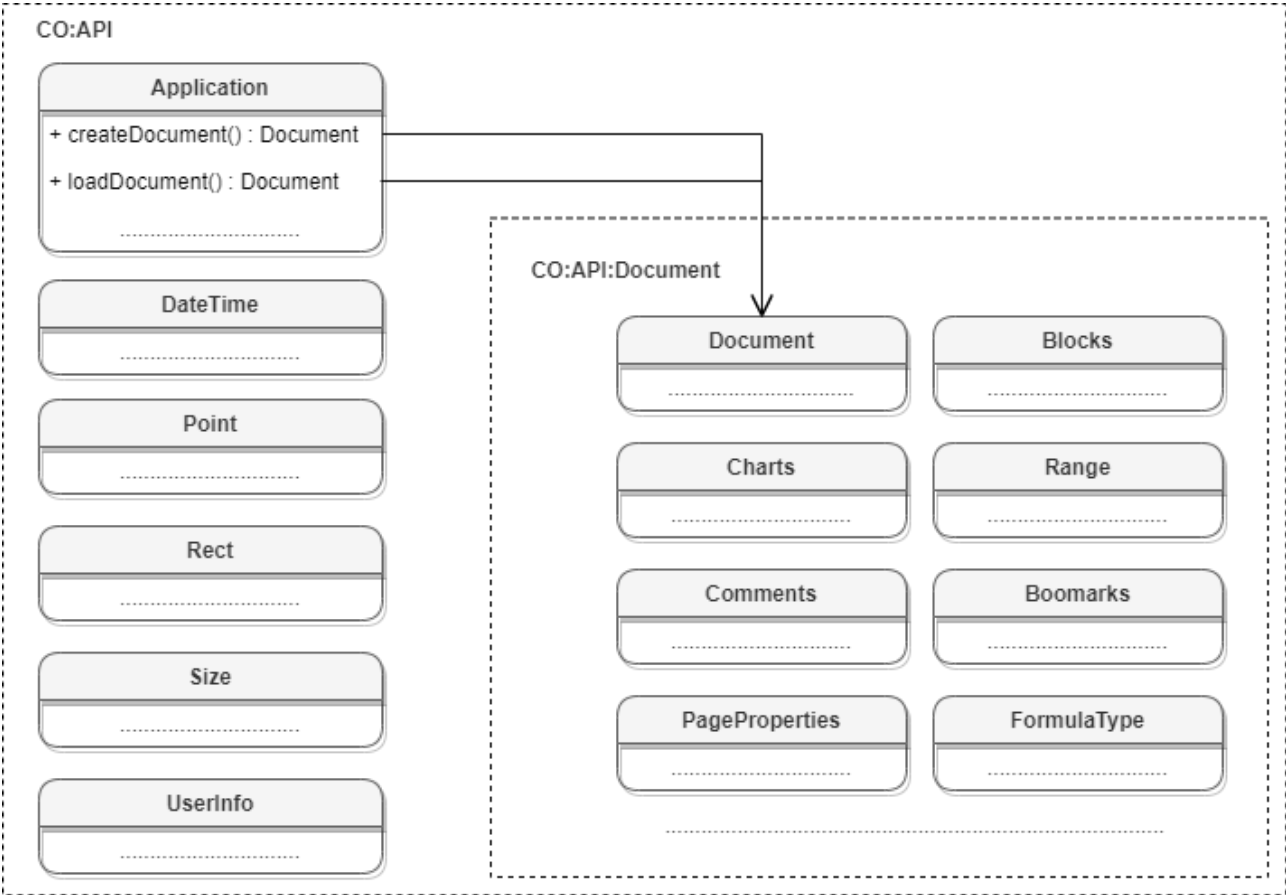 CO:API
Application
+ createDocument() : Document
+ loadDocument() : Document
..............................
DateTime
..............................
Point
..............................
Rect
..............................
Size
..............................
UserInfo
..............................
CO:API:Document
Document
...............................
Blocks
..............................
Charts
..............................
Range
..............................
Comments
..............................
Boomarks
..............................
PageProperties
..............................
FormulaType
..............................
...................................................................................